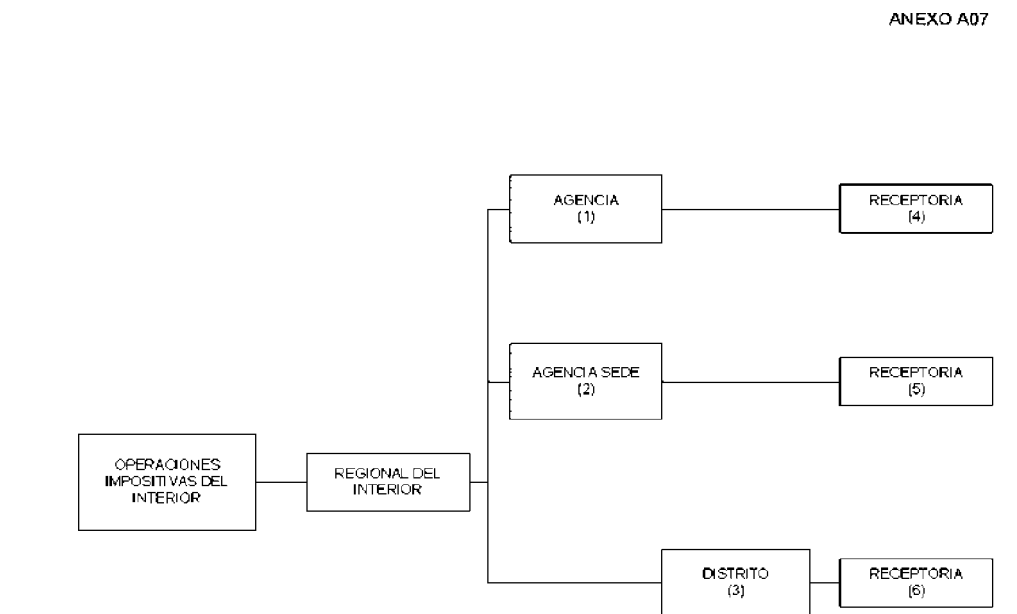 ANEXO A07
AGENCIA
(1)
RECEPTORIA
(4)
AGENCIA SEDE
(2)
RECEPTORIA
(5)
OPERACIONES
IMPOSITIVAS DEL
INTERIOR
REGIONAL DEL
INTERIOR
DISTRITO
(3)
RECEPTORIA
(6)